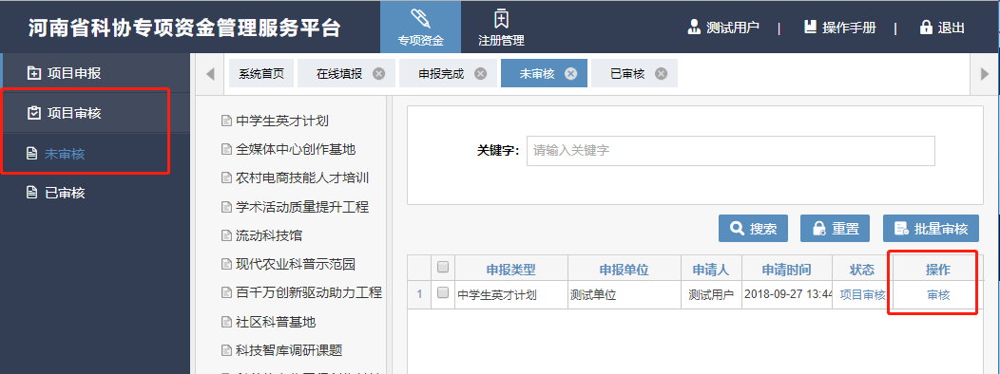 河南省科协专项资金管理服务平台
专项资金
注册管理
测试用户 | 操作手册 | 退出
项目申报
项目审核
未审核
已审核
系统首页
在线填报
申报完成
未审核
已审核
中学生英才计划
全媒体中心创作基地
农村电商技能人才培训
学术活动质量提升工程
流动科技馆
现代农业科普示范园
百千万创新驱动助力工程
社区科普基地
科技智库调研课题
关键字: 请输入关键字
搜索
重置
批量审核
申报类型 申报单位 申请人 申请时间 状态 操作
1 中学生英才计划 测试单位 测试用户 2018-09-27 13:44 项目审核 审核